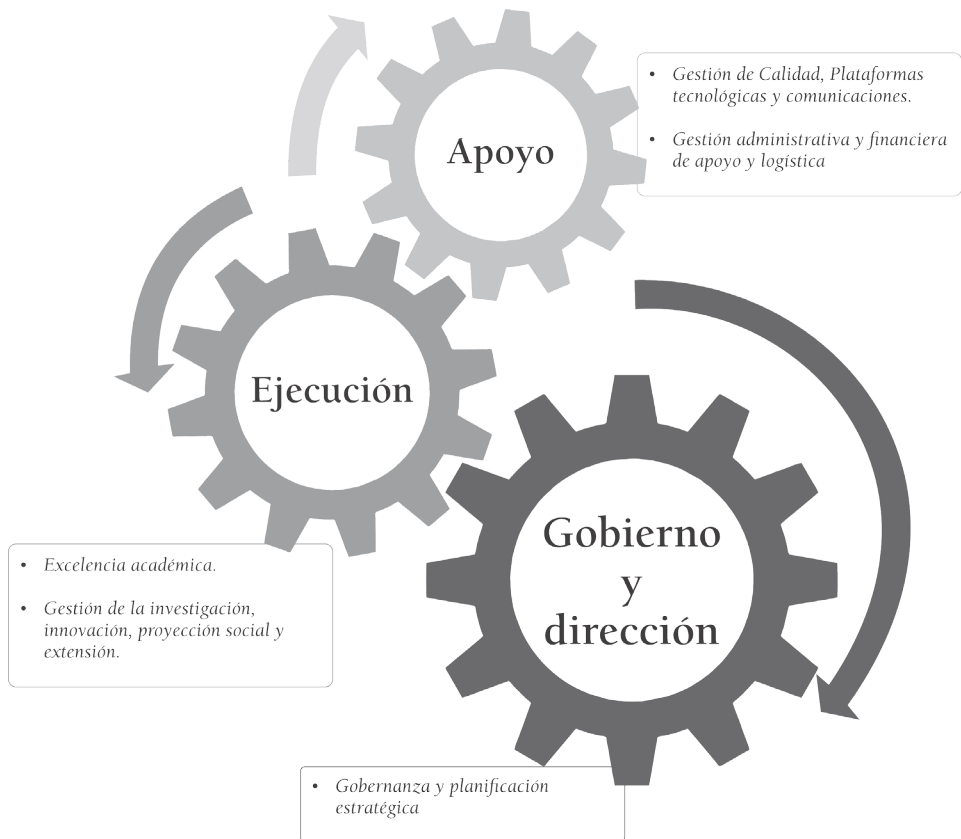 Apoyo
• Gestión de Calidad, Plataformas
tecnológicas y comunicaciones.
• Gestión administrativa y financiera
de apoyo y logística
Ejecución
• Excelencia académica.
• Gestión de la investigación,
innovación, proyección social y
extensión.
Gobierno
y
dirección
• Gobernanza y planificación
estratégica